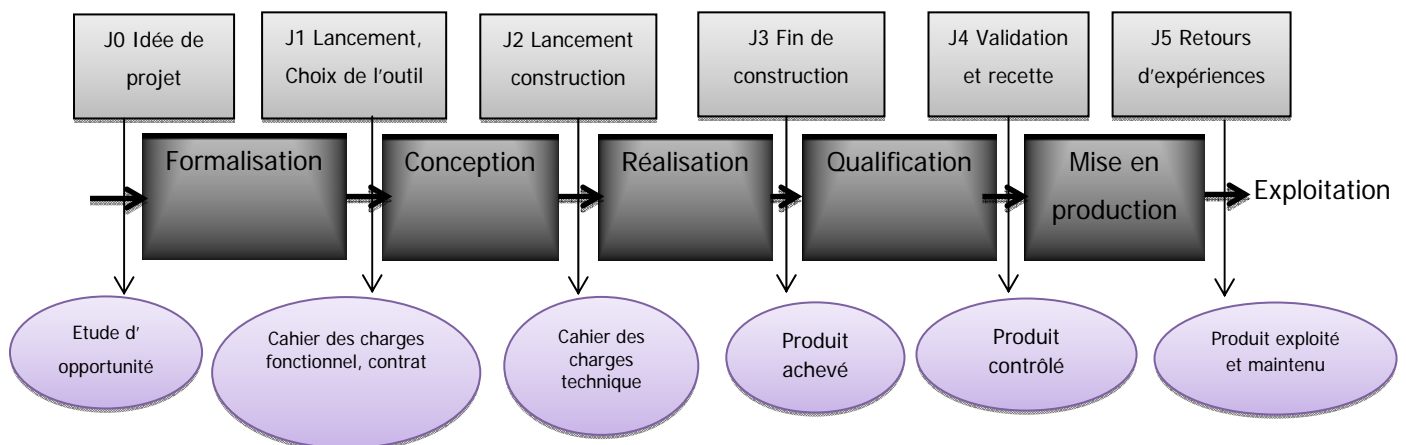 J0 Idée de
projet
J1 Lancement,
Choix de l'outil
J2 Lancement
construction
J3 Fin de
construction
J4 Validation
et recette
J5 Retours
d'expériences
Formalisation
Conception
Réalisation
Qualification
Mise en
production
Exploitation
Etude d'
opportunité
Cahier des charges
fonctionnel, contrat
Cahier des
charges
technique
Produit
achevé
Produit
contrôlé
Produit exploité
et maintenu